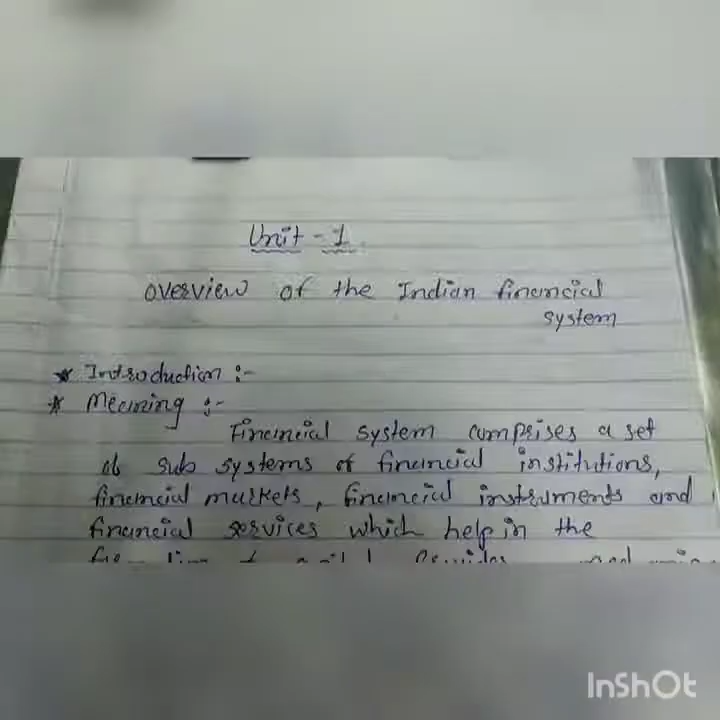 Unit - 1
Overview of the Indian financial
system
* Introduction :-
* Meaning :-
Financial system comprises a set
of sub systems of financial institutions,
financial markets, financial instruments and
financial services which help in the
InShOt